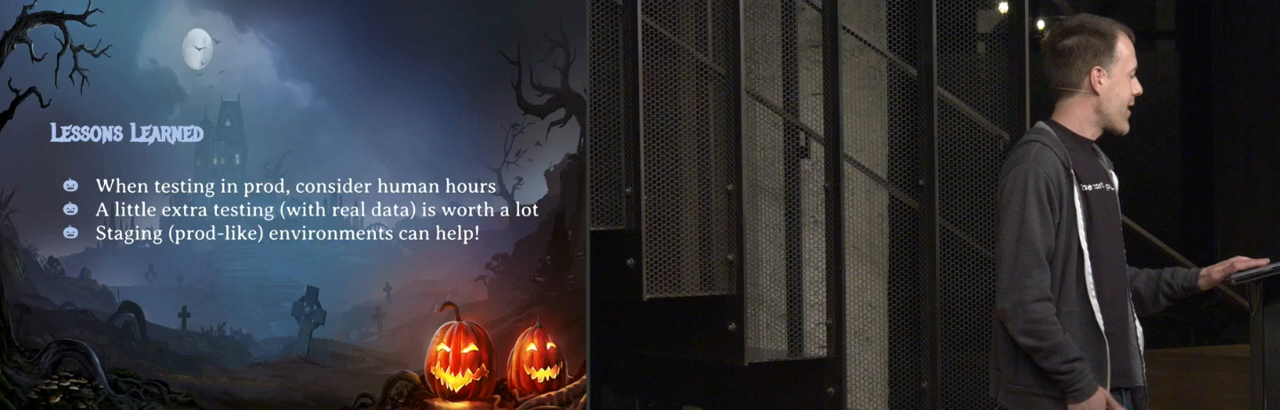 Lessons Learned
When testing in prod, consider human hours
A little extra testing (with real data) is worth a lot
Staging (prod-like) environments can help!